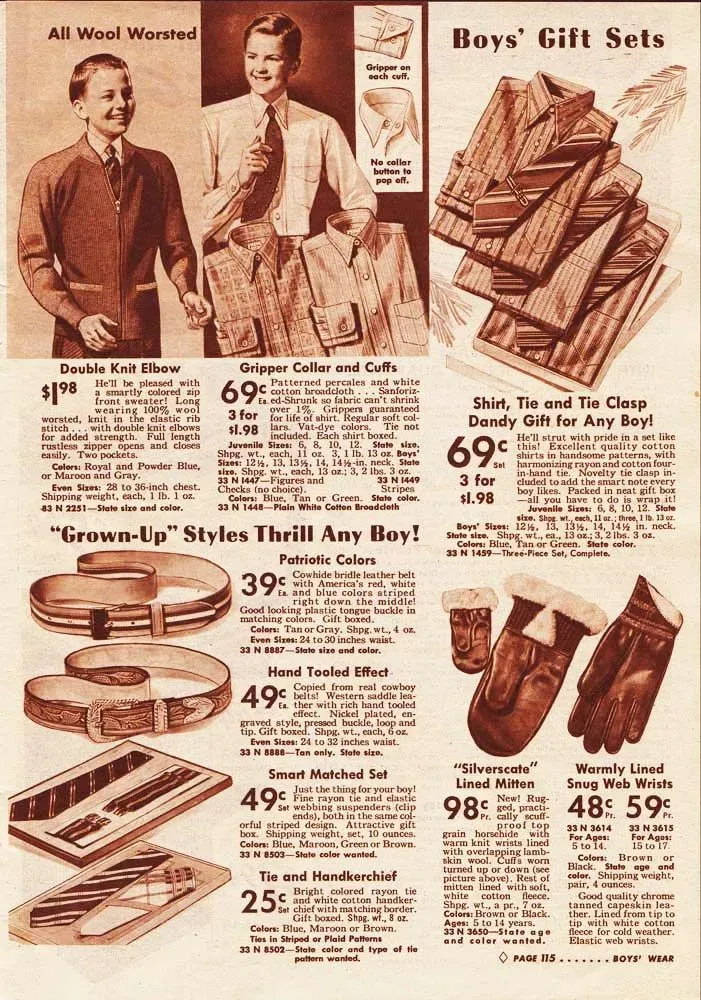 All Wool Worsted
Gripper on
each cuff.
No collar
button to
pop off.
Boys' Gift Sets
Double Knit Elbow
$1.98
He'll be pleased with
a smartly colored zip
front sweater! Long
wearing 100% wool
worsted, knit in the elastic rib
stitch . . . with double knit elbows
for added strength. Full length
rustless zipper opens and closes
easily. Two pockets.
Colors: Royal and Powder Blue,
or Maroon and Gray.
Even Sizes: 28 to 36-inch chest.
Shipping weight, each, 1 lb. 1 oz.
83 N 2251—State size and color.
Gripper Collar and Cuffs
69c Ea.
3 for
$1.98
Patterned percales and white
cotton broadcloth . . . Sanforiz-
ed-Shrunk so fabric can't shrink
over 1%. Grippers guaranteed
for life of shirt. Regular soft col-
lars. Vat-dye colors. Tie not
included. Each shirt boxed.
Juvenile Sizes: 6, 8, 10, 12. State size.
Shpg. wt., each, 11 oz. 3, 1 lb. 13 oz. Boys'
Sizes: 12½, 13, 13½, 14, 14½-in. neck. State
size. Shpg. wt., each, 13 oz.; 3, 2 lbs. 3 oz.
33 N 1447—Figures and 33 N 1449
Checks (no choice). Stripes
Colors: Blue, Tan or Green. State color.
33 N 1448—Plain White Cotton Broadcloth
Shirt, Tie and Tie Clasp
Dandy Gift for Any Boy!
69c Set
3 for
$1.98
He'll strut with pride in a set like
this! Excellent quality cotton
shirts in handsome patterns, with
harmonizing rayon and cotton four-
in-hand tie. Novelty tie clasp in-
cluded to add the smart note every
boy likes. Packed in neat gift box
—all you have to do is wrap it!
Juvenile Sizes: 6, 8, 10, 12. State
size. Shpg. wt., each, 11 oz.; three, 1 lb. 13 oz.
Boys' Sizes: 12½, 13, 13½, 14, 14½ in. neck.
State size. Shpg. wt., ea., 13 oz.; 3, 2 lbs. 3 oz.
Colors: Blue, Tan or Green. State color.
33 N 1459—Three-Piece Set, Complete.
"Grown-Up" Styles Thrill Any Boy!
Patriotic Colors
39c Ea.
Cowhide bridle leather belt
with America's red, white
and blue colors striped
right down the middle!
Good looking plastic tongue buckle in
matching colors. Gift boxed.
Colors: Tan or Gray. Shpg. wt., 4 oz.
Even Sizes: 24 to 30 inches waist.
33 N 8887—State size and color.
Hand Tooled Effect
49c Ea.
Copied from real cowboy
belts! Western saddle lea-
ther with rich hand tooled
effect. Nickel plated, en-
graved style, pressed buckle, loop and
tip. Gift boxed. Shpg. wt., each, 6 oz.
Even Sizes: 24 to 32 inches waist.
33 N 8888—Tan only. State size.
Smart Matched Set
49c Set
Just the thing for your boy!
Fine rayon tie and elastic
webbing suspenders (clip
ends), both in the same col-
orful striped design. Attractive gift
box. Shipping weight, set, 10 ounces.
Colors: Blue, Maroon, Green or Brown.
33 N 8503—State color wanted.
Tie and Handkerchief
25c Set
Bright colored rayon tie
and white cotton handker-
chief with matching border.
Gift boxed. Shpg. wt., 8 oz.
Colors: Blue, Maroon or Brown.
Ties in Striped or Plaid Patterns
33 N 8502—State color and type of tie
pattern wanted.
"Silverscate"
Lined Mitten
98c Pr.
New! Rug-
ged, practi-
cally scuff-
proof top
grain horsehide with
warm knit wrists lined
with overlapping lamb-
skin wool. Cuffs worn
turned up or down (see
picture above). Rest of
mitten lined with soft,
white cotton fleece.
Shpg. wt., a pr., 7 oz.
Colors: Brown or Black.
Ages: 5 to 14 years.
33 N 3650—State age
and color wanted.
Warmly Lined
Snug Web Wrists
48c Pr. 59c Pr.
33 N 3614 33 N 3615
For Ages: For Ages:
5 to 14. 15 to 17
Colors: Brown or
Black. State age and
color. Shipping weight,
pair, 4 ounces.
Good quality chrome
tanned capeskin lea-
ther. Lined from tip to
tip with white cotton
fleece for cold weather.
Elastic web wrists.
◊ PAGE 115 . . . . . . . BOYS' WEAR